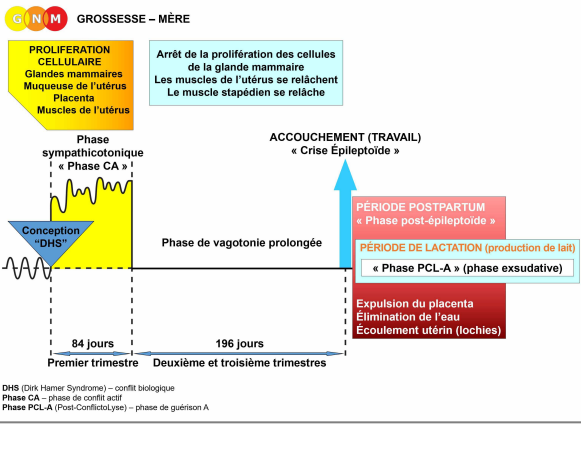 GNM GROSSESSE – MÈRE
PROLIFERATION
CELLULAIRE
Glandes mammaires
Muqueuse de l'utérus
Placenta
Muscles de l'utérus
Arrêt de la prolifération des cellules
de la glande mammaire
Les muscles de l'utérus se relâchent
Le muscle stapédien se relâche
Phase
sympathicotonique
« Phase CA »
ACCOUCHEMENT (TRAVAIL)
« Crise Épileptoïde »
Conception
“DHS”
Phase de vagotonie prolongée
PÉRIODE POSTPARTUM
« Phase post-épileptoïde »
PÉRIODE DE LACTATION (production de lait)
« Phase PCL-A » (phase exsudative)
Expulsion du placenta
Élimination de l'eau
Écoulement utérin (lochies)
84 jours
196 jours
Premier trimestre
Deuxième et troisième trimestres
DHS (Dirk Hamer Syndrome) – conflit biologique
Phase CA – phase de conflit actif
Phase PCL-A (Post-ConflictoLyse) – phase de guérison A